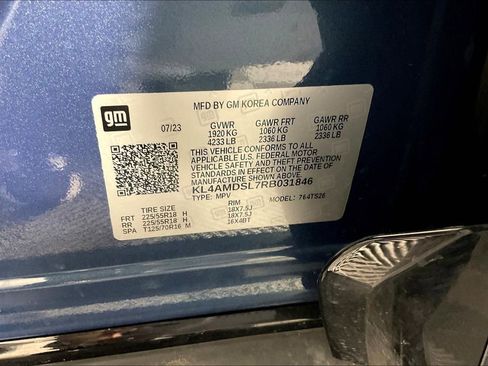 gm
MFD BY GM KOREA COMPANY
07/23 GVWR GAWR FRT GAWR RR
1920 KG 1060 KG 1060 KG
4233 LB 2336 LB 2336 LB
THIS VEHICLE CONFORMS TO ALL
APPLICABLE U.S. FEDERAL MOTOR
VEHICLE SAFETY AND THEFT PREVENTION
STANDARDS IN EFFECT ON THE DATE OF
MANUFACTURE SHOWN ABOVE.
KL4AMDSL7RB031846
TYPE: MPV MODEL: 764TS26
TIRE SIZE RIM
FRT 225/55R18 H 18X7.5J
RR 225/55R18 H 18X7.5J
SPA T125/70R16 M 16X4BT